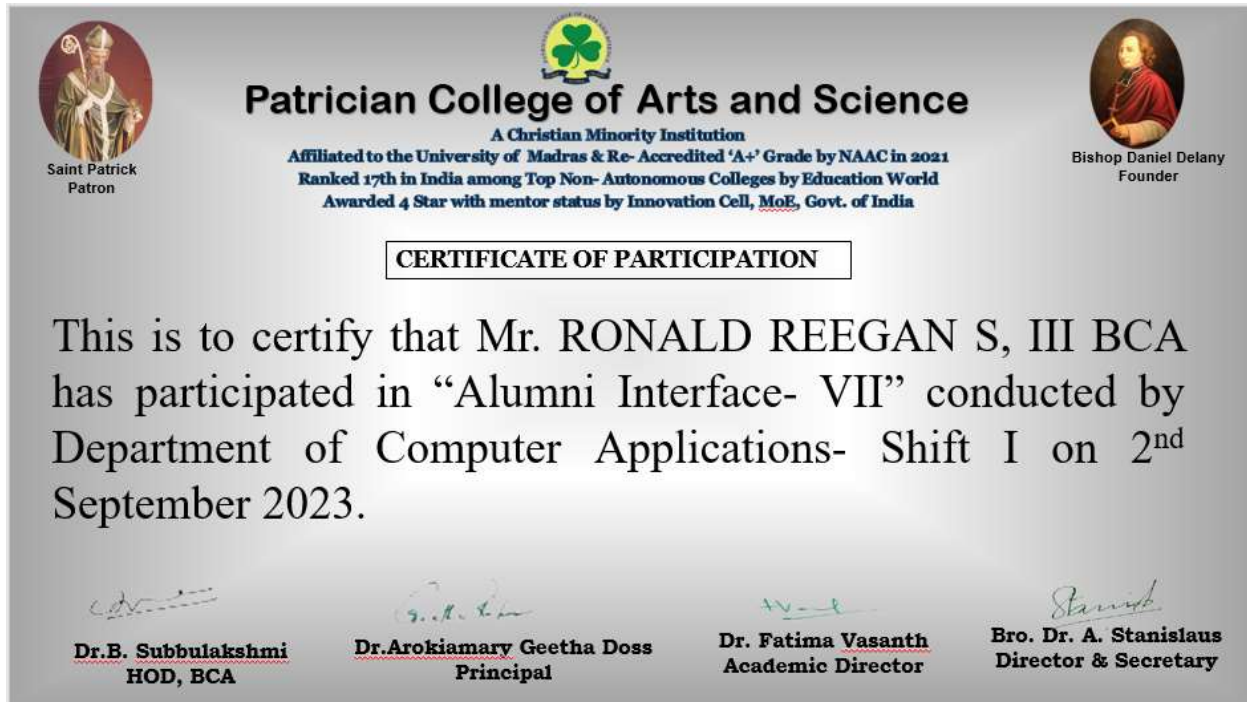 Patrician College of Arts and Science
A Christian Minority Institution
Affiliated to the University of Madras & Re- Accredited ‘A+’ Grade by NAAC in 2021
Ranked 17th in India among Top Non- Autonomous Colleges by Education World
Awarded 4 Star with mentor status by Innovation Cell, MoE, Govt. of India
Saint Patrick
Patron
Bishop Daniel Delany
Founder
CERTIFICATE OF PARTICIPATION
This is to certify that Mr. RONALD REEGAN S, III BCA
has participated in “Alumni Interface- VII” conducted by
Department of Computer Applications- Shift I on 2nd
September 2023.
Dr.B. Subbulakshmi
HOD, BCA
Dr.Arokiamary Geetha Doss
Principal
Dr. Fatima Vasanth
Academic Director
Bro. Dr. A. Stanislaus
Director & Secretary